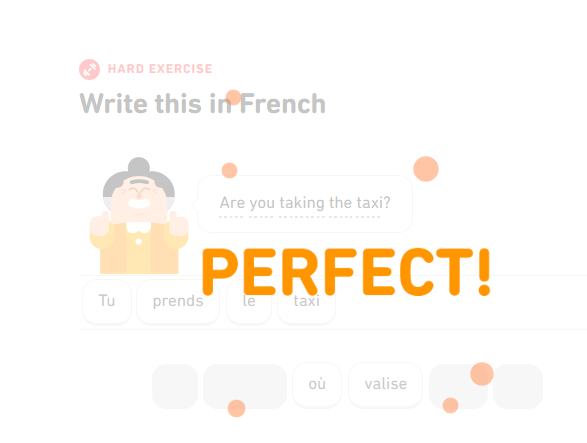 HARD EXERCISE
Write this in French
Are you taking the taxi?
PERFECT!
Tu prends le taxi
où valise